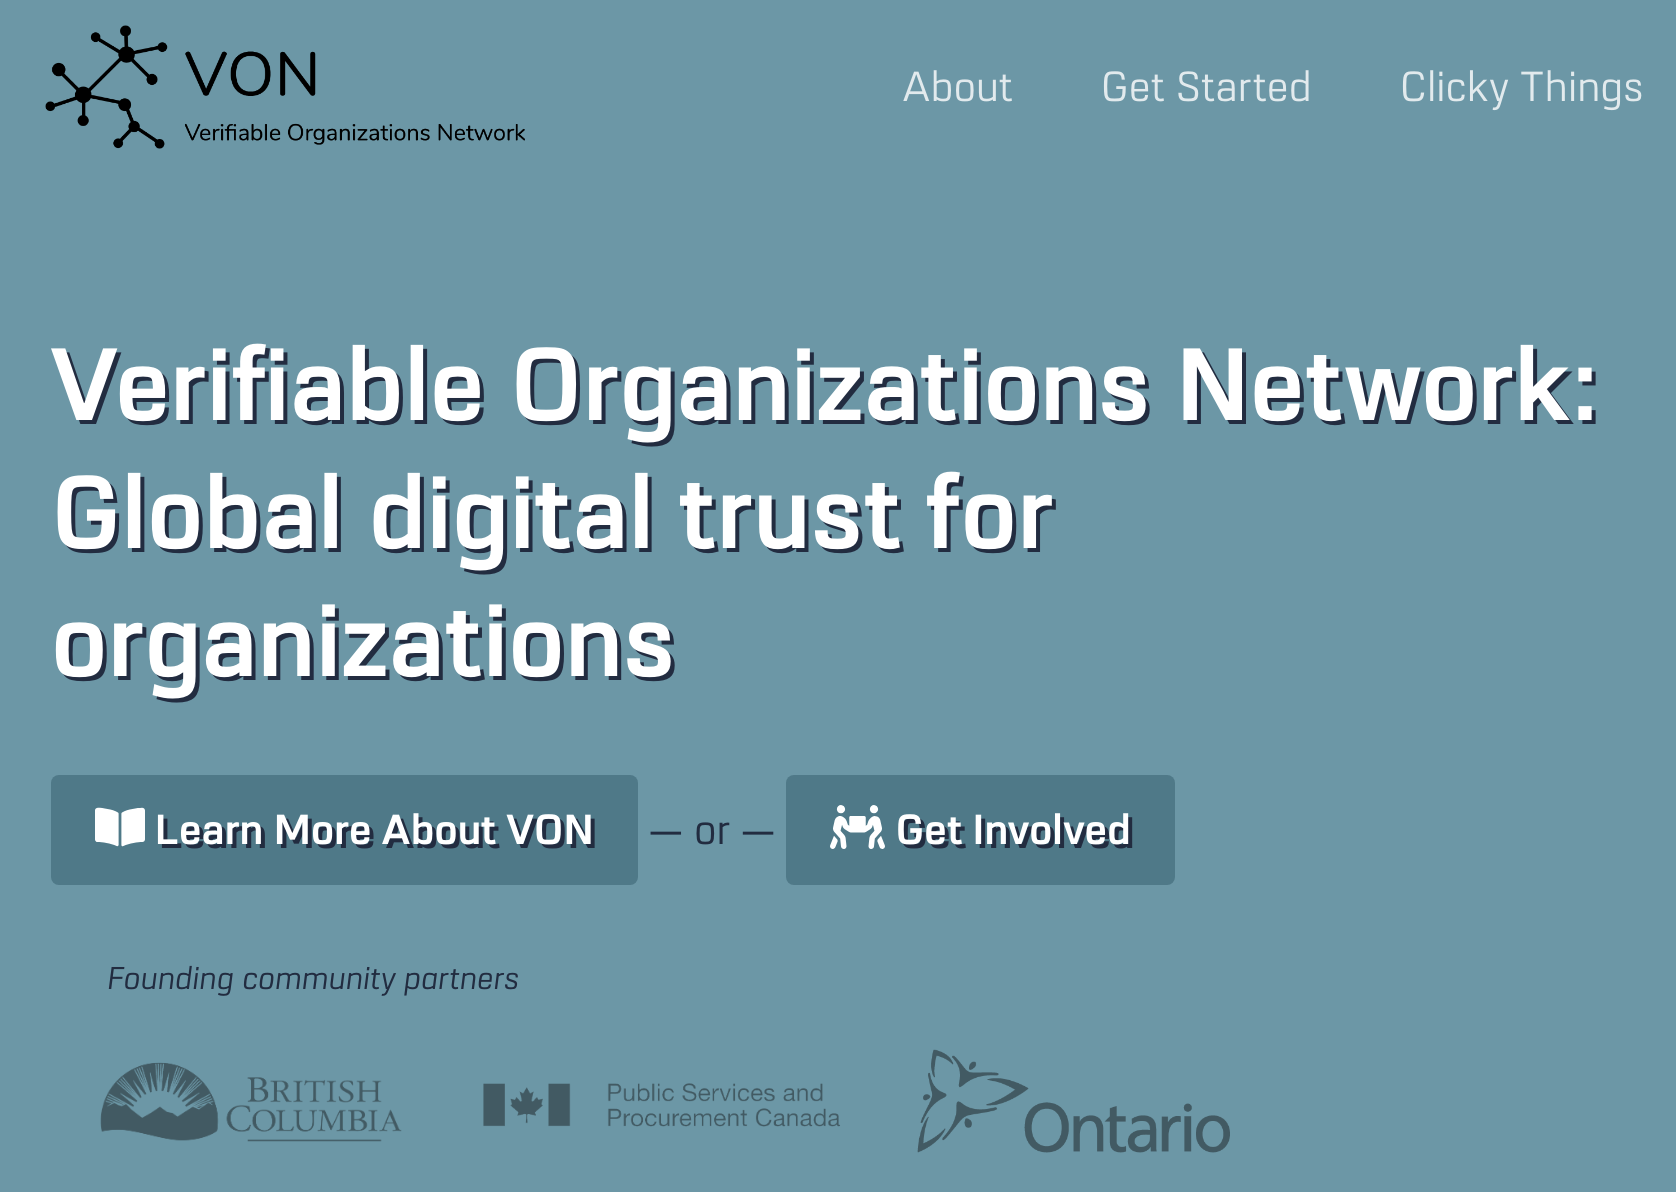 VON
Verifiable Organizations Network
About
Get Started
Clicky Things
Verifiable Organizations Network:
Global digital trust for
organizations
Learn More About VON
— or —
Get Involved
Founding community partners
BRITISH
COLUMBIA
Public Services and
Procurement Canada
Ontario